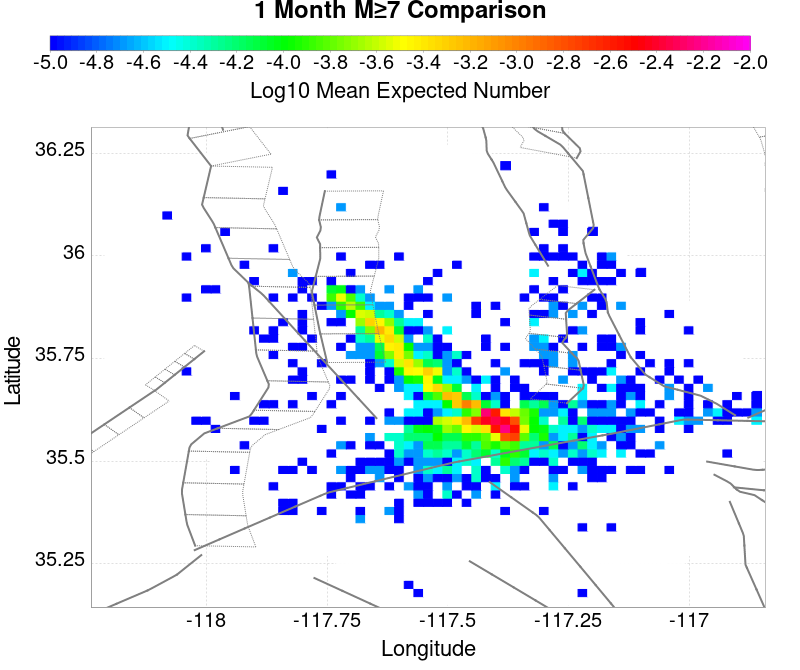 1 Month M≥7 Comparison
-5.0 -4.8 -4.6 -4.4 -4.2 -4.0 -3.8 -3.6 -3.4 -3.2 -3.0 -2.8 -2.6 -2.4 -2.2 -2.0
Log10 Mean Expected Number
36.25
36
35.75
35.5
35.25
Latitude
-118 -117.75 -117.5 -117.25 -117
Longitude